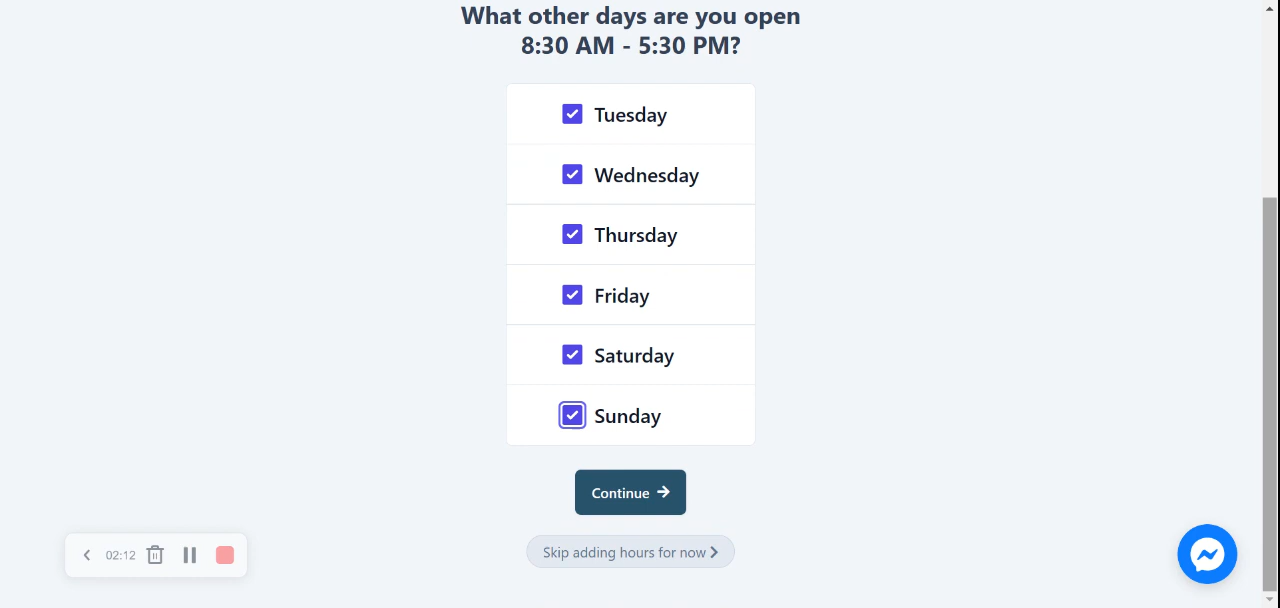 What other days are you open
8:30 AM - 5:30 PM?
Tuesday
Wednesday
Thursday
Friday
Saturday
Sunday
Continue
Skip adding hours for now
02:12